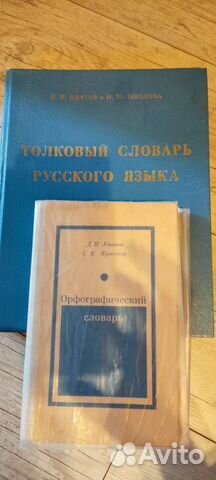 С. И. ОЖЕГОВ и Н. Ю. ШВЕДОВА
ТОЛКОВЫЙ СЛОВАРЬ
РУССКОГО ЯЗЫКА
Д. Н. Ушаков
С. Е. Крючков
Орфографический
словарь
Avito